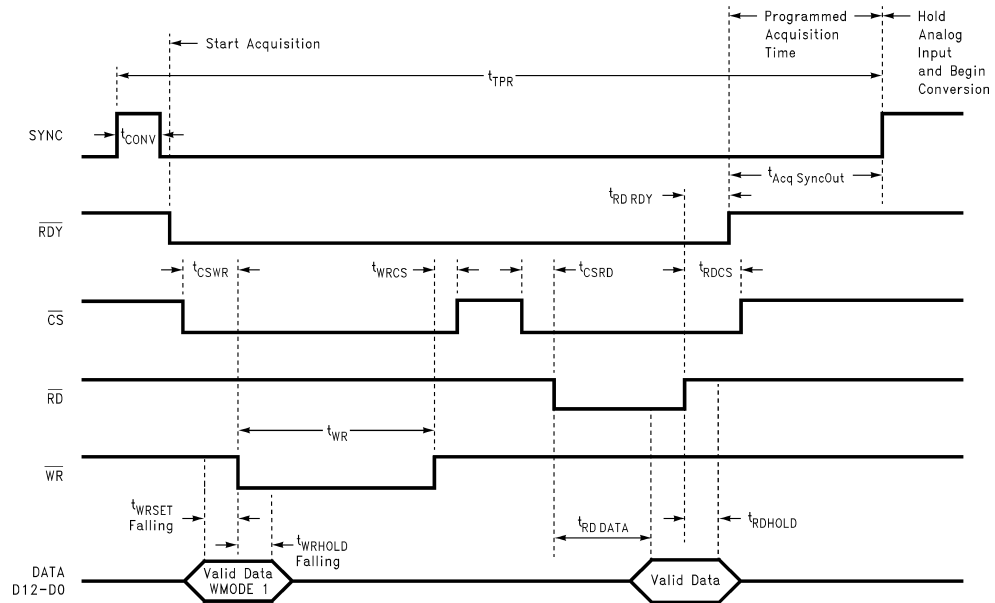 Programmed
Acquisition
Time
Hold
Analog
Input
and Begin
Conversion
Start Acquisition
tTPR
SYNC
tCONV
tAcq SyncOut
tRD RDY
RDY
tCSWR
tWRCS
tCSRD
tRDCS
CS
RD
tWR
WR
tWRSET
Falling
tWRHOLD
Falling
tRD DATA
tRDHOLD
DATA
D12-D0
Valid Data
WMODE 1
Valid Data